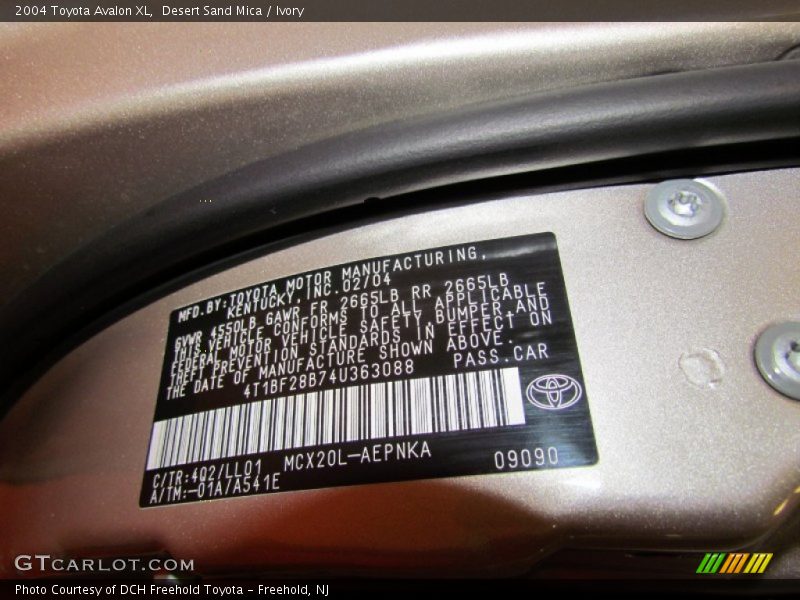 2004 Toyota Avalon XL,  Desert Sand Mica / Ivory
MFD.BY:TOYOTA MOTOR MANUFACTURING,
KENTUCKY,INC.02/04
GVWR 4550LB GAWR FR 2665LB RR 2665LB
THIS VEHICLE CONFORMS TO ALL APPLICABLE
FEDERAL MOTOR VEHICLE SAFETY,BUMPER,AND
THEFT PREVENTION STANDARDS IN EFFECT ON
THE DATE OF MANUFACTURE SHOWN ABOVE.
4T1BF28B74U363088 PASS.CAR
C/TR:4Q2/LL01 MCX20L-AEPNKA 09090
A/TM:-01A/A541E
GTCARLOT.COM
Photo Courtesy of DCH Freehold Toyota - Freehold, NJ